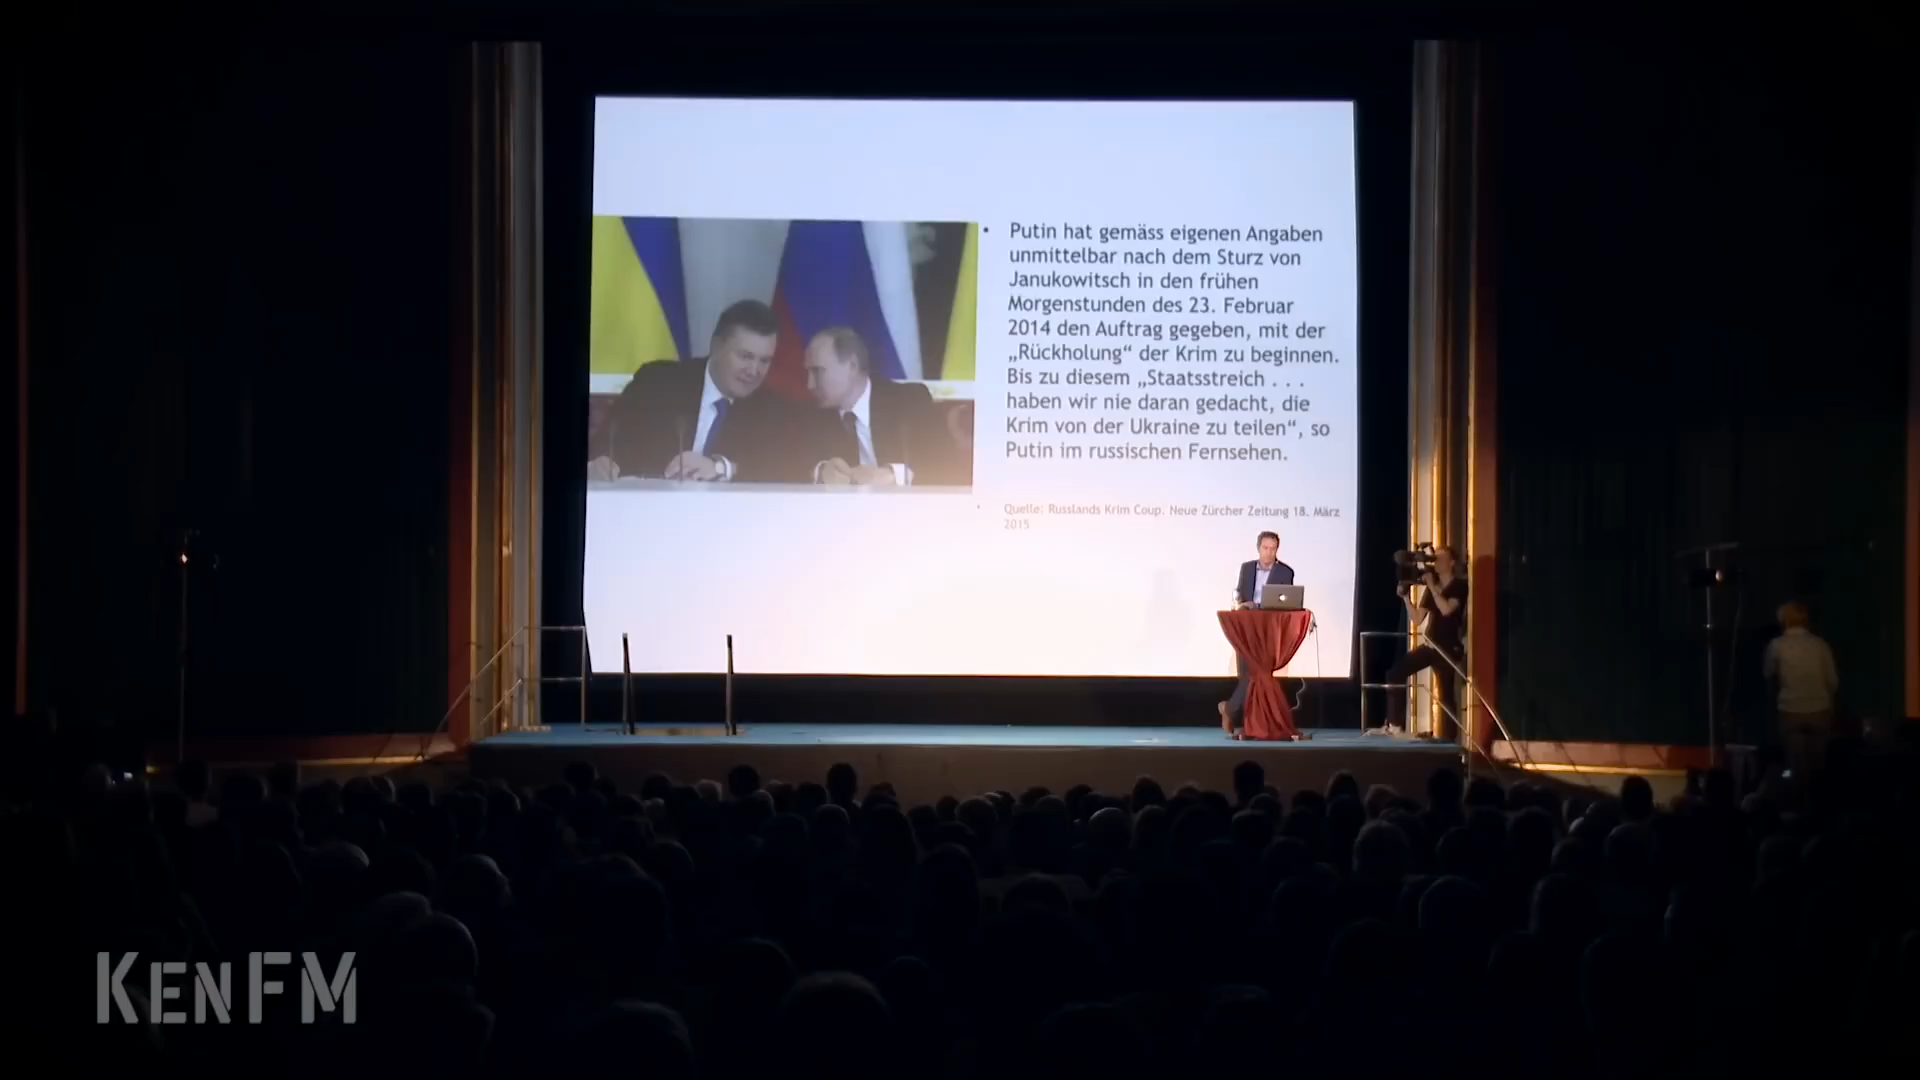 • Putin hat gemäss eigenen Angaben
unmittelbar nach dem Sturz von
Janukowitsch in den frühen
Morgenstunden des 23. Februar
2014 den Auftrag gegeben, mit der
„Rückholung“ der Krim zu beginnen.
Bis zu diesem „Staatsstreich . . .
haben wir nie daran gedacht, die
Krim von der Ukraine zu teilen“, so
Putin im russischen Fernsehen.
• Quelle: Russlands Krim Coup. Neue Zürcher Zeitung 18. März
2015
KENFM